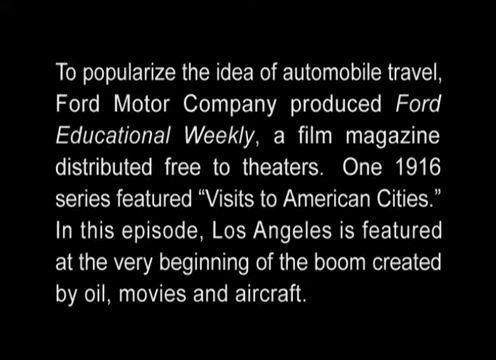 To popularize the idea of automobile travel,
Ford Motor Company produced Ford
Educational Weekly, a film magazine
distributed free to theaters. One 1916
series featured “Visits to American Cities.”
In this episode, Los Angeles is featured
at the very beginning of the boom created
by oil, movies and aircraft.